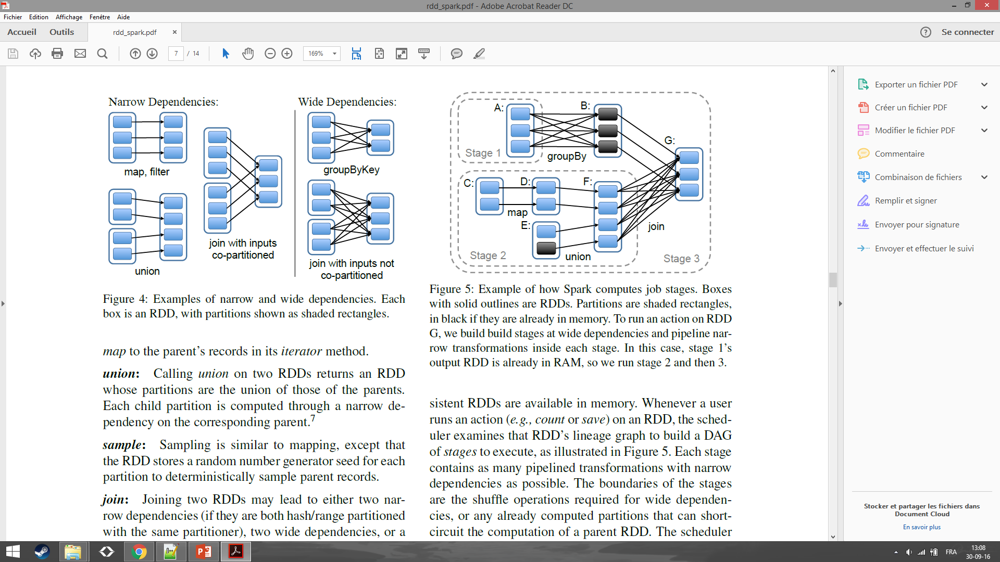 rdd_spark.pdf - Adobe Acrobat Reader DC
Fichier Edition Affichage Fenêtre Aide
Accueil Outils rdd_spark.pdf × ? Se connecter
7 / 14 169%
Narrow Dependencies:
map, filter
union
join with inputs
co-partitioned
Wide Dependencies:
groupByKey
join with inputs not
co-partitioned
Figure 4: Examples of narrow and wide dependencies. Each
box is an RDD, with partitions shown as shaded rectangles.
map to the parent’s records in its iterator method.
union: Calling union on two RDDs returns an RDD
whose partitions are the union of those of the parents.
Each child partition is computed through a narrow de-
pendency on the corresponding parent.7
sample: Sampling is similar to mapping, except that
the RDD stores a random number generator seed for each
partition to deterministically sample parent records.
join: Joining two RDDs may lead to either two nar-
row dependencies (if they are both hash/range partitioned
with the same partitioner), two wide dependencies, or a
A:
B:
Stage 1
groupBy
G:
C:
D:
F:
map
E:
join
Stage 2
union
Stage 3
Figure 5: Example of how Spark computes job stages. Boxes
with solid outlines are RDDs. Partitions are shaded rectangles,
in black if they are already in memory. To run an action on RDD
G, we build build stages at wide dependencies and pipeline nar-
row transformations inside each stage. In this case, stage 1’s
output RDD is already in RAM, so we run stage 2 and then 3.
sistent RDDs are available in memory. Whenever a user
runs an action (e.g., count or save) on an RDD, the sched-
uler examines that RDD’s lineage graph to build a DAG
of stages to execute, as illustrated in Figure 5. Each stage
contains as many pipelined transformations with narrow
dependencies as possible. The boundaries of the stages
are the shuffle operations required for wide dependen-
cies, or any already computed partitions that can short-
circuit the computation of a parent RDD. The scheduler
Exporter un fichier PDF
Créer un fichier PDF
Modifier le fichier PDF
Commentaire
Combinaison de fichiers
Remplir et signer
Envoyer pour signature
Envoyer et effectuer le suivi
Stocker et partager les fichiers dans
Document Cloud
En savoir plus
FRA
13:08
30-09-16